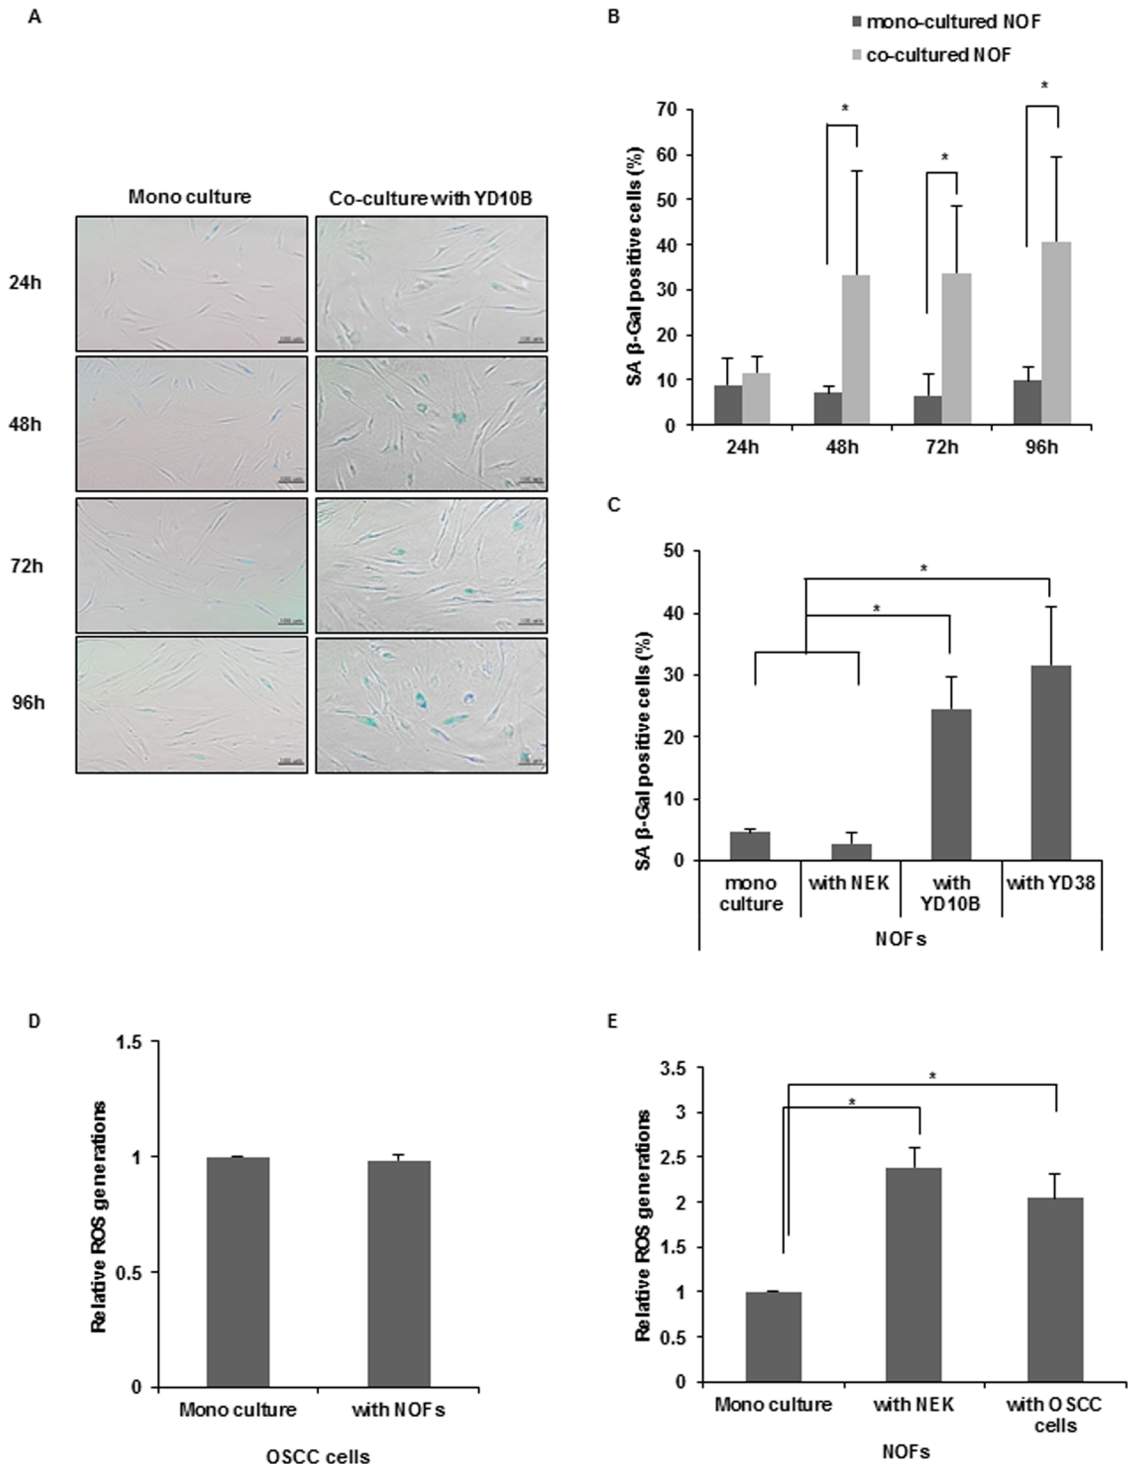 A
Mono culture
Co-culture with YD10B
24h
48h
72h
96h
B
mono-cultured NOF
co-cultured NOF
SA β-Gal positive cells (%)
70
60
50
40
30
20
10
0
*
*
*
24h
48h
72h
96h
C
SA β-Gal positive cells (%)
50
40
30
20
10
0
*
*
mono
culture
with NEK
with
YD10B
with YD38
NOFs
D
Relative ROS generations
1.5
1
0.5
0
Mono culture
with NOFs
OSCC cells
E
Relative ROS generations
3.5
3
2.5
2
1.5
1
0.5
0
*
*
Mono culture
with NEK
with OSCC
cells
NOFs